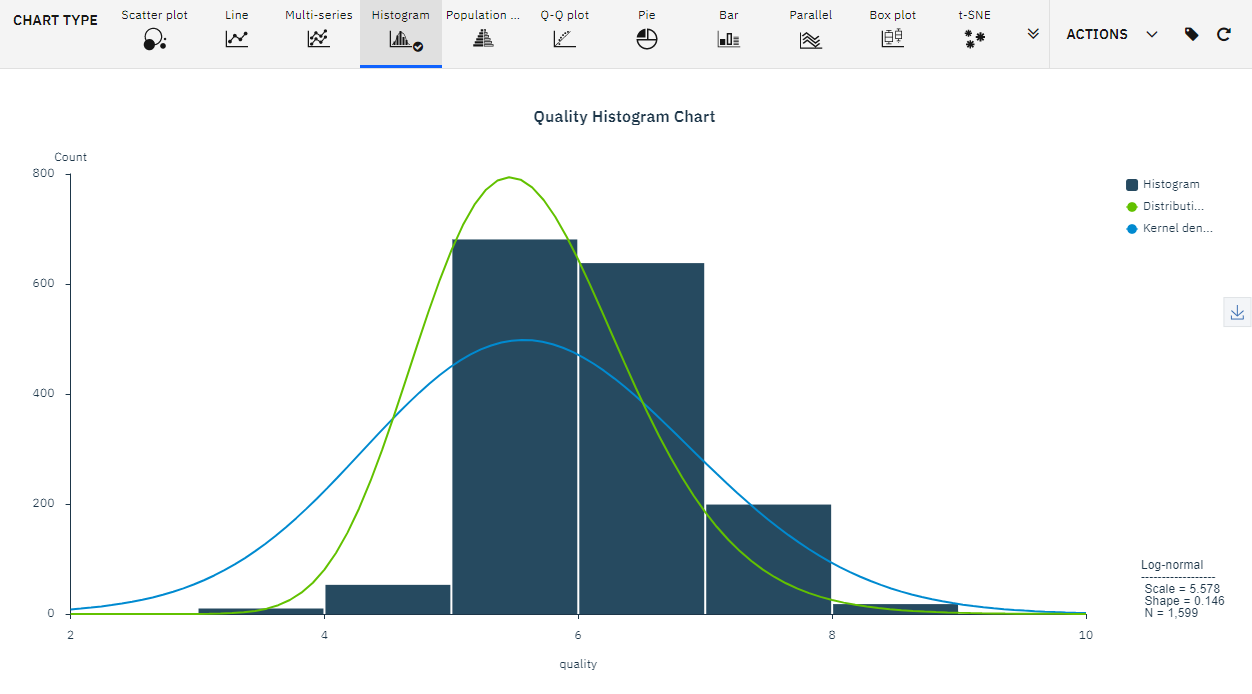 CHART TYPE
Scatter plot
Line
Multi-series
Histogram
Population ...
Q-Q plot
Pie
Bar
Parallel
Box plot
t-SNE
ACTIONS
Quality Histogram Chart
Count
800
600
400
200
0
2
4
6
8
10
quality
Histogram
Distributi...
Kernel den...
Log-normal
------------------
Scale = 5.578
Shape = 0.146
N = 1,599